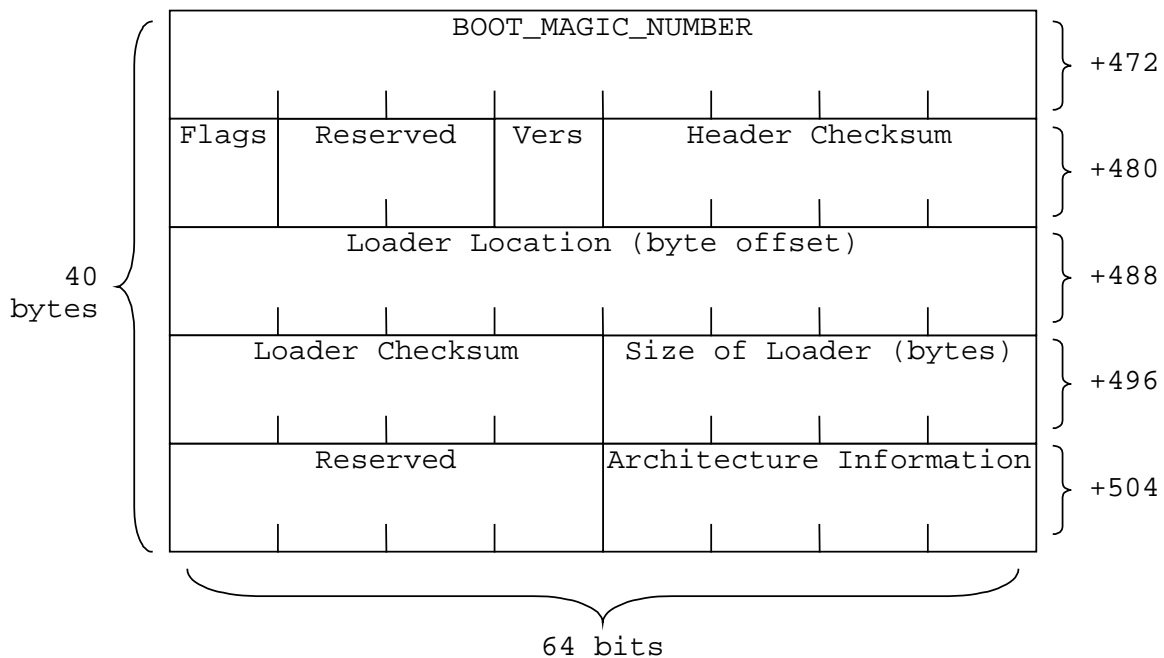 BOOT_MAGIC_NUMBER
+472
Flags Reserved Vers Header Checksum
+480
Loader Location (byte offset)
+488
40
bytes
Loader Checksum Size of Loader (bytes)
+496
Reserved Architecture Information
+504
64 bits